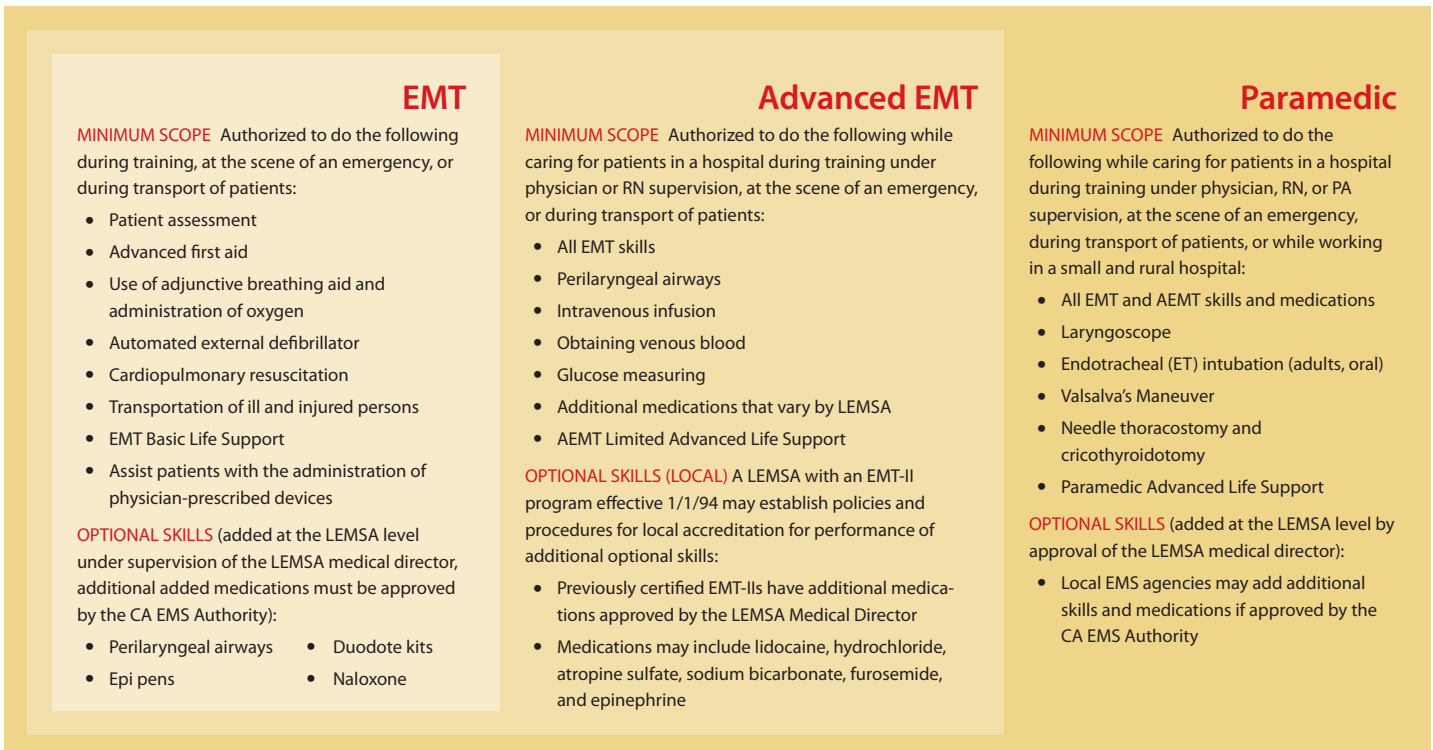 EMT
MINIMUM SCOPE Authorized to do the following
during training, at the scene of an emergency, or
during transport of patients:
• Patient assessment
• Advanced first aid
• Use of adjunctive breathing aid and
administration of oxygen
• Automated external defibrillator
• Cardiopulmonary resuscitation
• Transportation of ill and injured persons
• EMT Basic Life Support
• Assist patients with the administration of
physician-prescribed devices
OPTIONAL SKILLS (added at the LEMSA level
under supervision of the LEMSA medical director,
additional added medications must be approved
by the CA EMS Authority):
• Perilaryngeal airways • Duodote kits
• Epi pens • Naloxone
Advanced EMT
MINIMUM SCOPE Authorized to do the following while
caring for patients in a hospital during training under
physician or RN supervision, at the scene of an emergency,
or during transport of patients:
• All EMT skills
• Perilaryngeal airways
• Intravenous infusion
• Obtaining venous blood
• Glucose measuring
• Additional medications that vary by LEMSA
• AEMT Limited Advanced Life Support
OPTIONAL SKILLS (LOCAL) A LEMSA with an EMT-II
program effective 1/1/94 may establish policies and
procedures for local accreditation for performance of
additional optional skills:
• Previously certified EMT-IIs have additional medica-
tions approved by the LEMSA Medical Director
• Medications may include lidocaine, hydrochloride,
atropine sulfate, sodium bicarbonate, furosemide,
and epinephrine
Paramedic
MINIMUM SCOPE Authorized to do the
following while caring for patients in a hospital
during training under physician, RN, or PA
supervision, at the scene of an emergency,
during transport of patients, or while working
in a small and rural hospital:
• All EMT and AEMT skills and medications
• Laryngoscope
• Endotracheal (ET) intubation (adults, oral)
• Valsalva’s Maneuver
• Needle thoracostomy and
cricothyroidotomy
• Paramedic Advanced Life Support
OPTIONAL SKILLS (added at the LEMSA level by
approval of the LEMSA medical director):
• Local EMS agencies may add additional
skills and medications if approved by the
CA EMS Authority